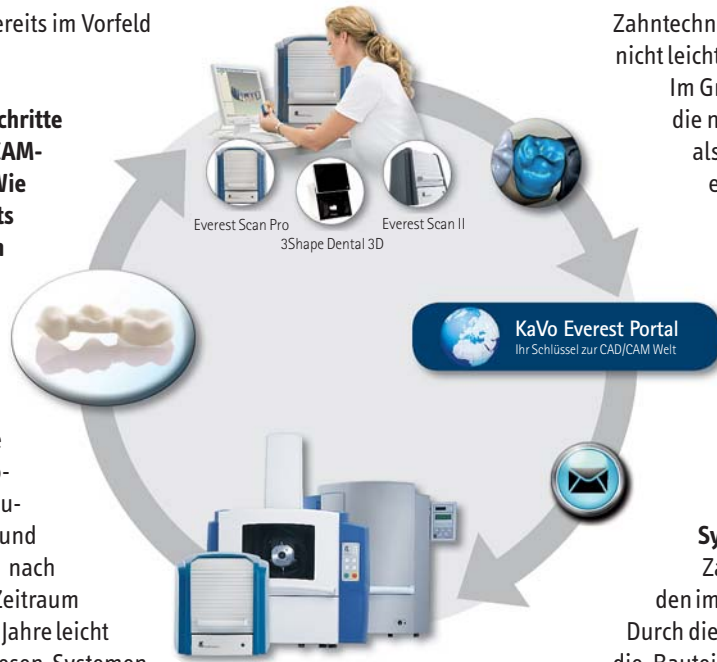 ereits im Vorfeld
chritte
CAM-
Wie
ts
n
e
-
u-
und
nach
Zeitraum
Jahre leicht
esen Systemen
Everest Scan Pro
3Shape Dental 3D
Everest Scan II
KaVo Everest Portal
Ihr Schlüssel zur CAD/CAM Welt
Zahntechn
nicht leicht
Im Gr
die n
als
e
Sy
Za
den im
Durch die
die Bautei